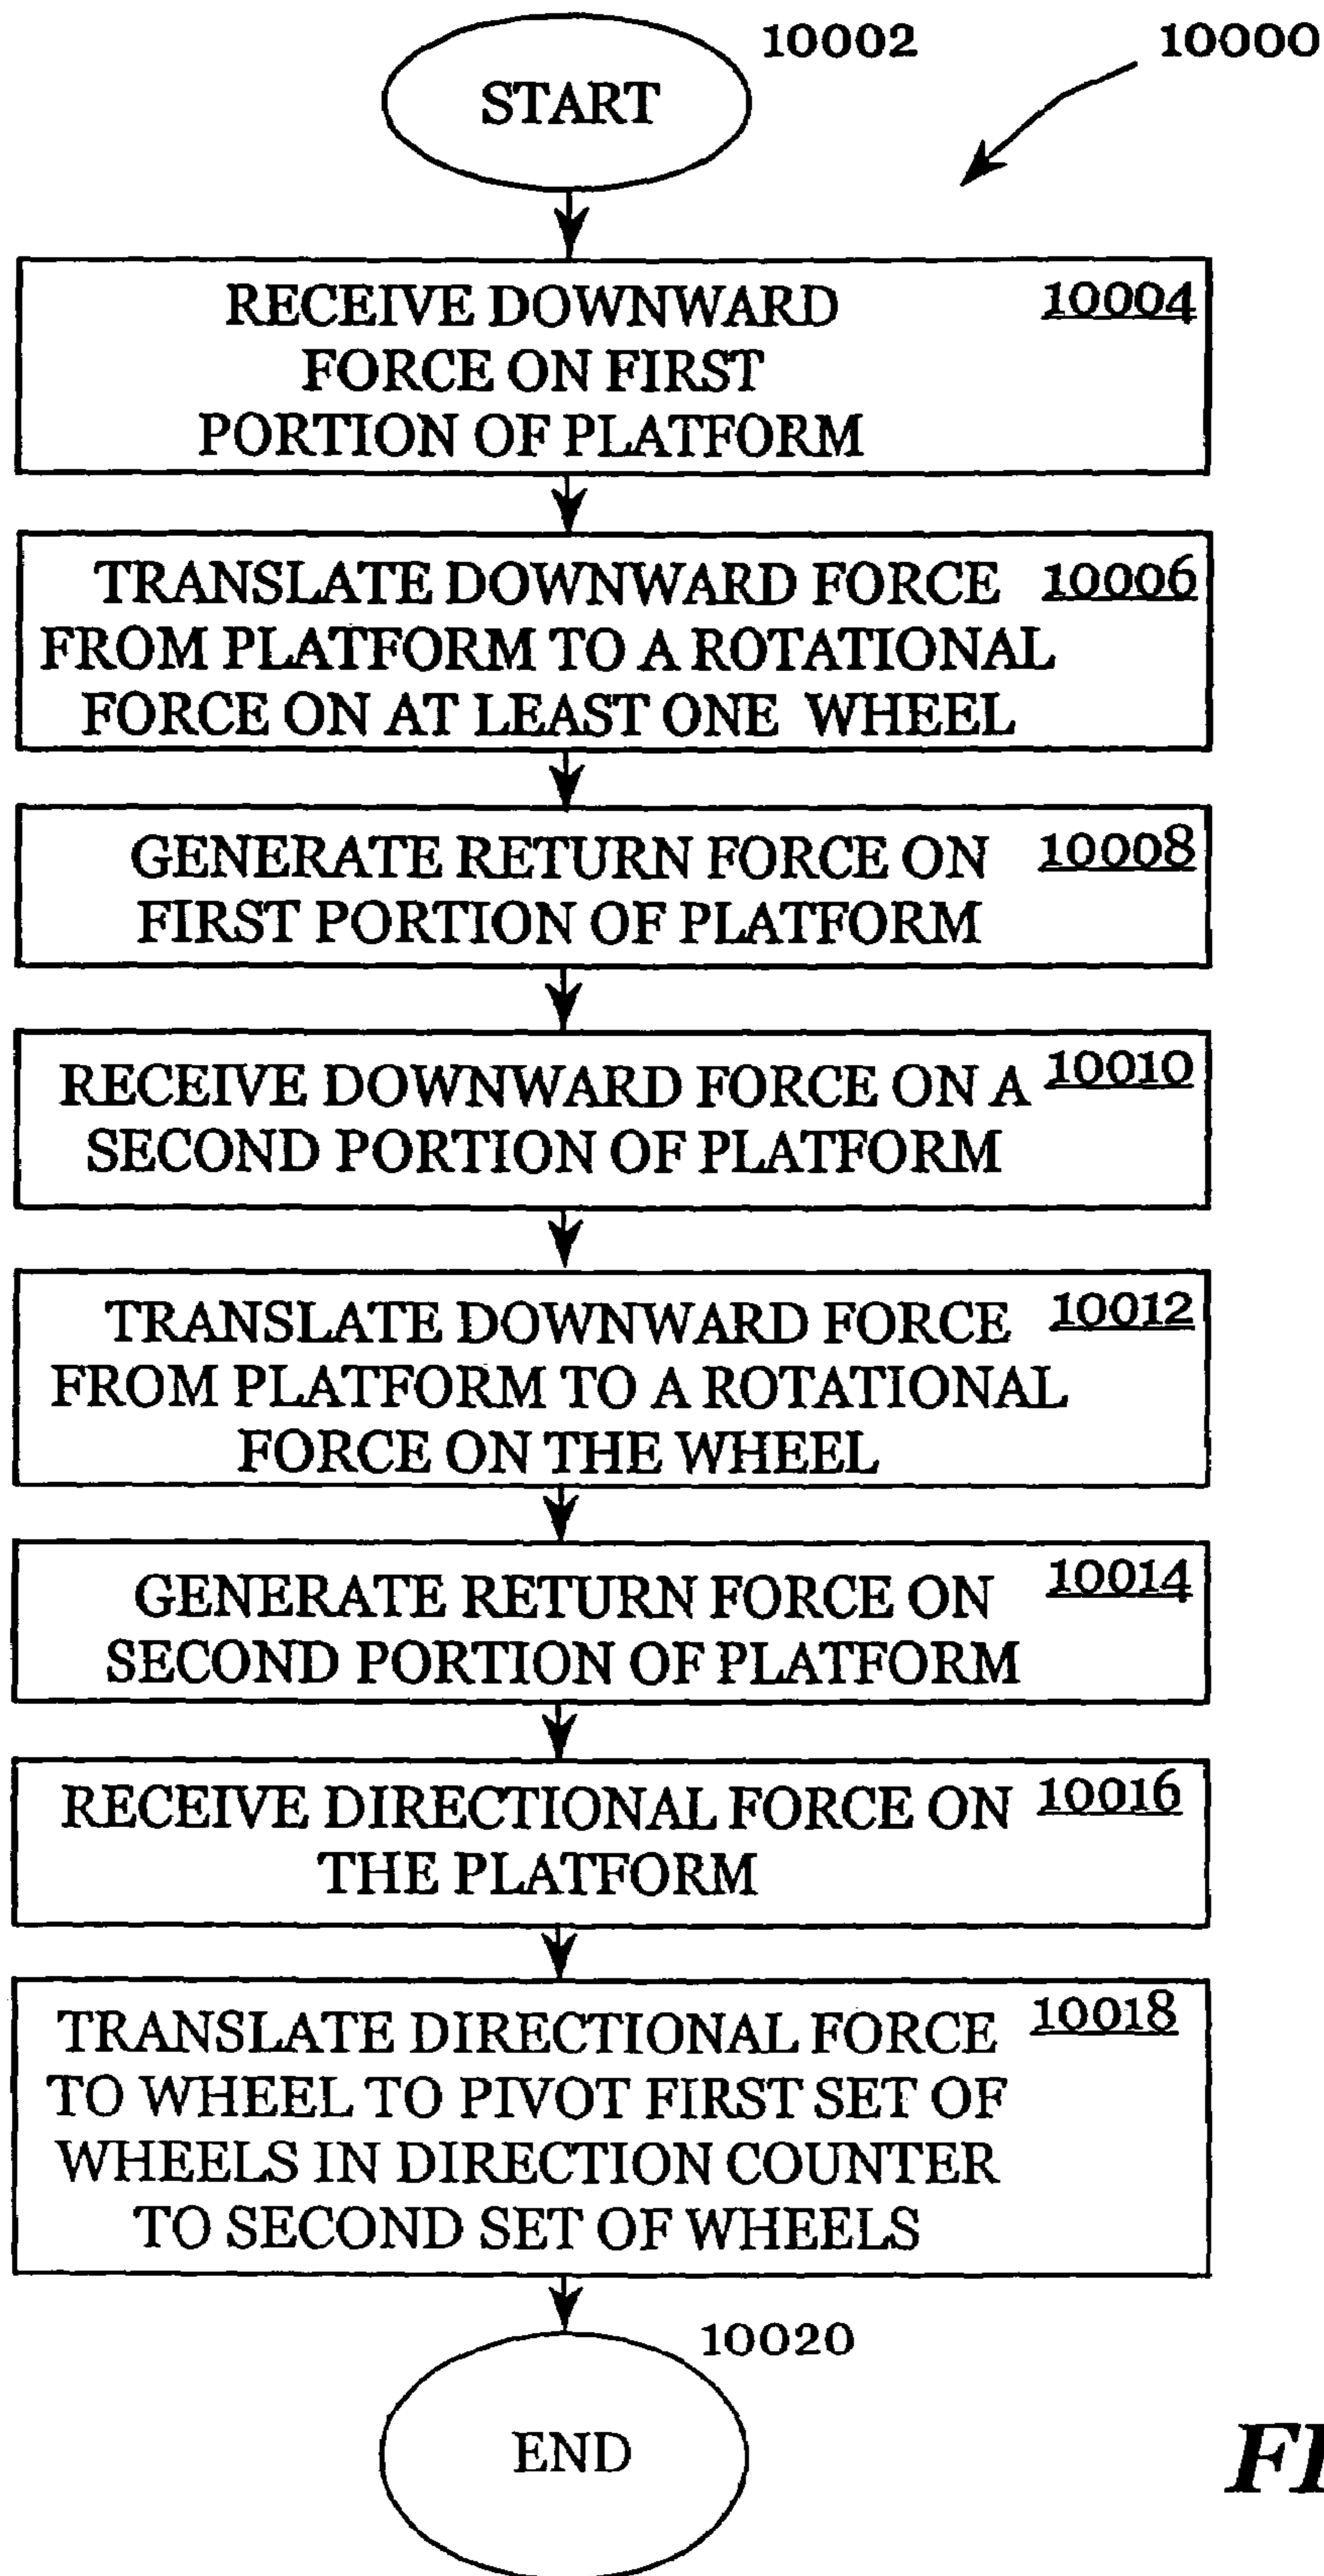 10002
10000
START
RECEIVE DOWNWARD 10004
FORCE ON FIRST
PORTION OF PLATFORM
TRANSLATE DOWNWARD FORCE 10006
FROM PLATFORM TO A ROTATIONAL
FORCE ON AT LEAST ONE WHEEL
GENERATE RETURN FORCE ON 10008
FIRST PORTION OF PLATFORM
RECEIVE DOWNWARD FORCE ON A 10010
SECOND PORTION OF PLATFORM
TRANSLATE DOWNWARD FORCE 10012
FROM PLATFORM TO A ROTATIONAL
FORCE ON THE WHEEL
GENERATE RETURN FORCE ON 10014
SECOND PORTION OF PLATFORM
RECEIVE DIRECTIONAL FORCE ON 10016
THE PLATFORM
TRANSLATE DIRECTIONAL FORCE 10018
TO WHEEL TO PIVOT FIRST SET OF
WHEELS IN DIRECTION COUNTER
TO SECOND SET OF WHEELS
10020
END